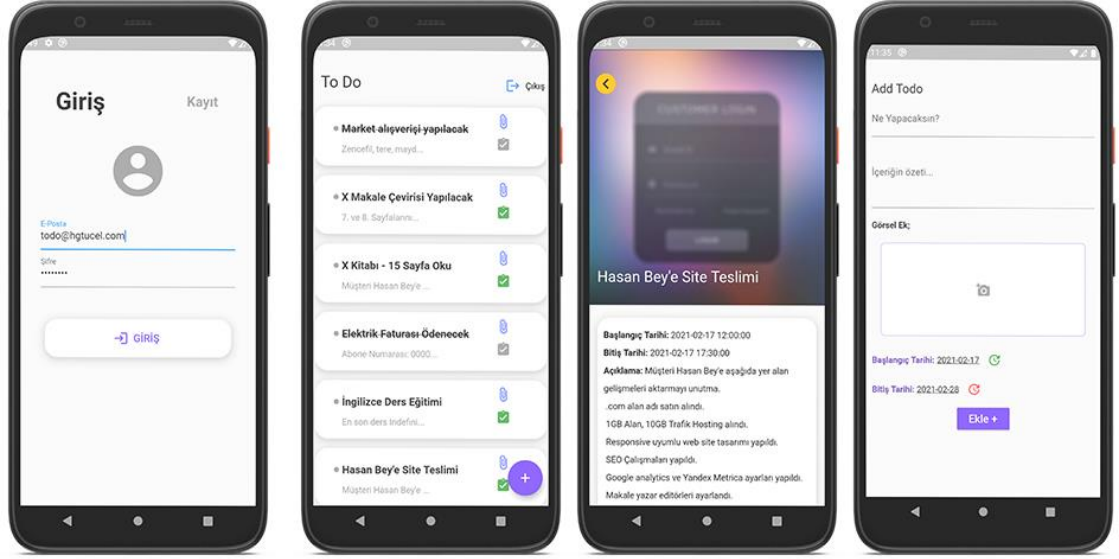 Giriş
Kayıt
E-Posta
todo@hgtucel.com
Şifre
GİRİŞ
:34
To Do
Çıkış
Market alışverişi yapılacak
Zencefil, tere, mayd...
X Makale Çevirisi Yapılacak
7. ve 8. Sayfalarını...
X Kitabı - 15 Sayfa Oku
Müşteri Hasan Bey'e ...
Elektrik Faturası Ödenecek
Abone Numarası: 0000...
İngilizce Ders Eğitimi
En son ders Indefini...
Hasan Bey'e Site Teslimi
Müşteri Hasan Bey'e ...
+
:34
CUSTOMER LOGIN
LOGIN
Hasan Bey'e Site Teslimi
Başlangıç Tarihi: 2021-02-17 12:00:00
Bitiş Tarihi: 2021-02-17 17:30:00
Açıklama: Müşteri Hasan Bey'e aşağıda yer alan
gelişmeleri aktarmayı unutma.
.com alan adı satın alındı.
1GB Alan, 10GB Trafik Hosting alındı.
Responsive uyumlu web site tasarımı yapıldı.
SEO Çalışmaları yapıldı.
Google analytics ve Yandex Metrica ayarları yapıldı.
Makale yazar editörleri ayarlandı.
11:35
Add Todo
Ne Yapacaksın?
İçeriğin özeti...
Görsel Ek;
Başlangıç Tarihi: 2021-02-17
Bitiş Tarihi: 2021-02-28
Ekle +